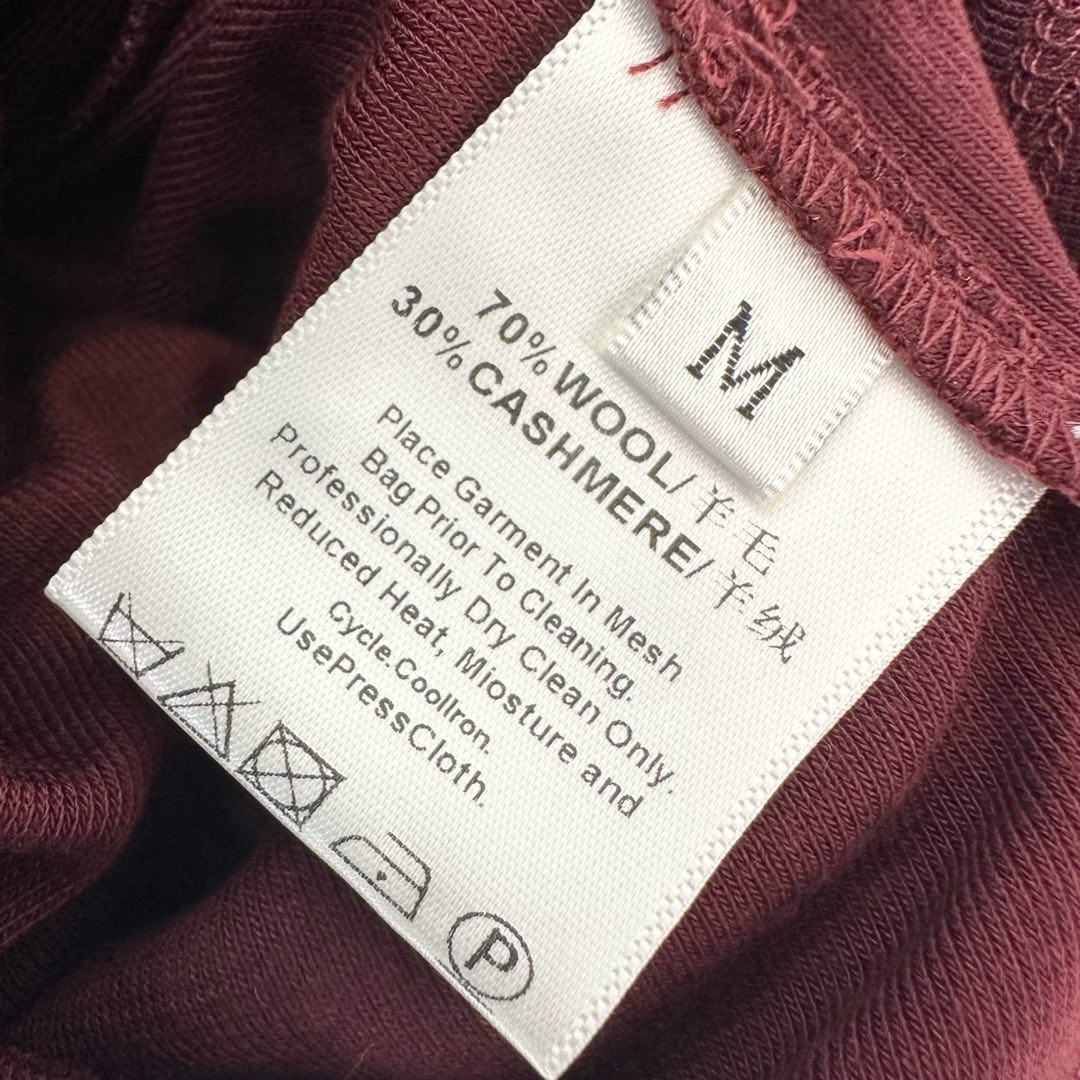 M
70% WOOL/羊毛
30% CASHMERE/羊绒
Place Garment In Mesh
Bag Prior To Cleaning.
Professionally Dry Clean Only.
Reduced Heat, Miosture and
Cycle.CoolIron.
UsePressCloth.
P